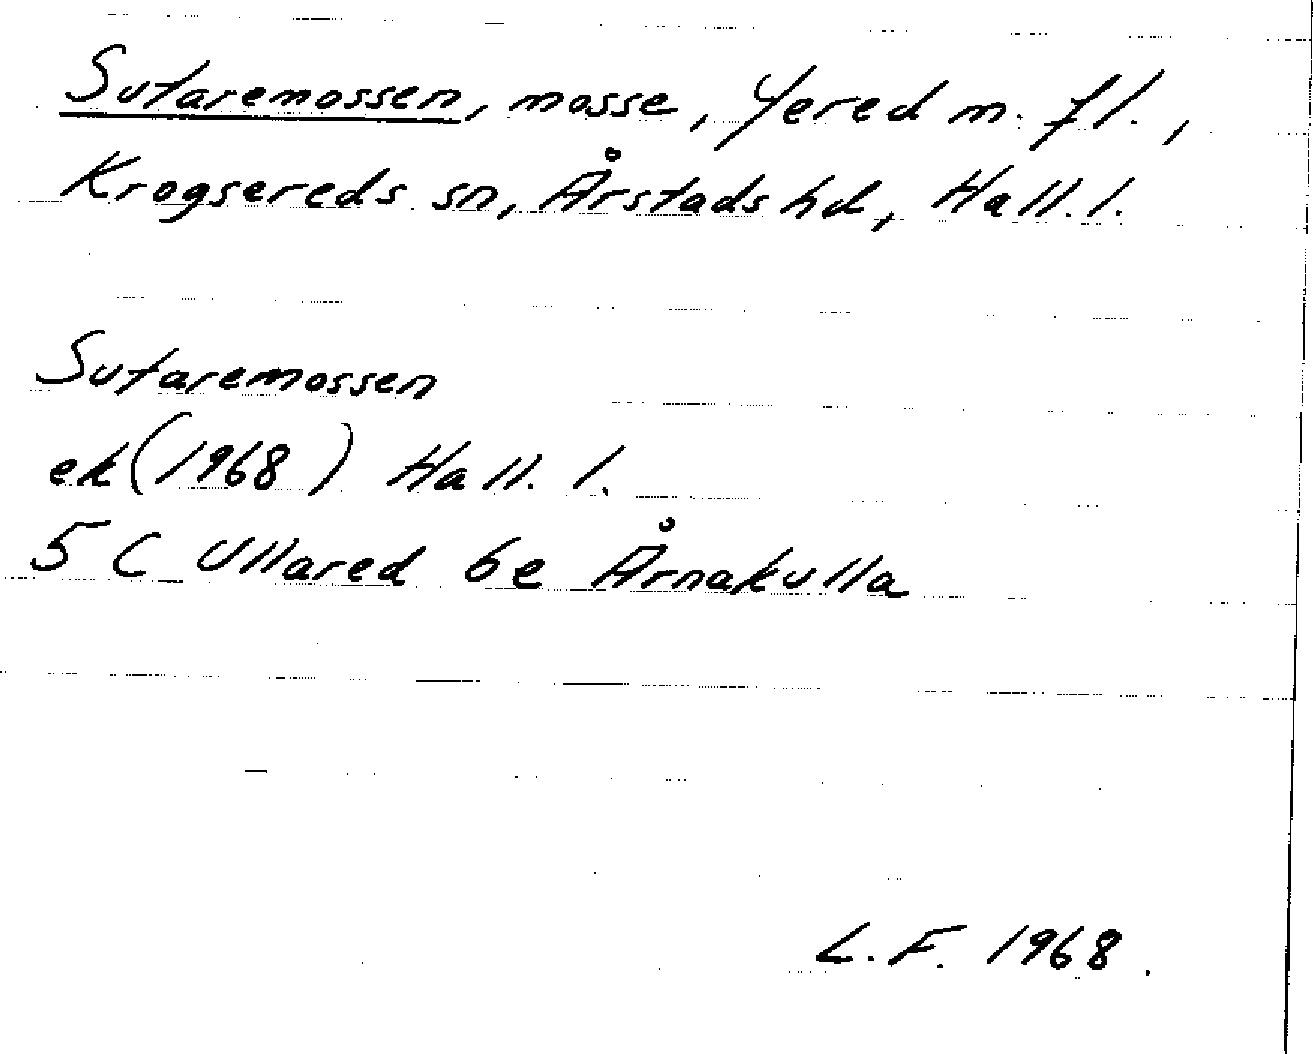 Sutaremossen, mosse, Yered m. fl.,
Krogsereds sn, Årstads hd, Hall. l.
Sutaremossen
ek (1968) Hall. l.
5 C Ullared 6e Årnakulla
L. F. 1968.